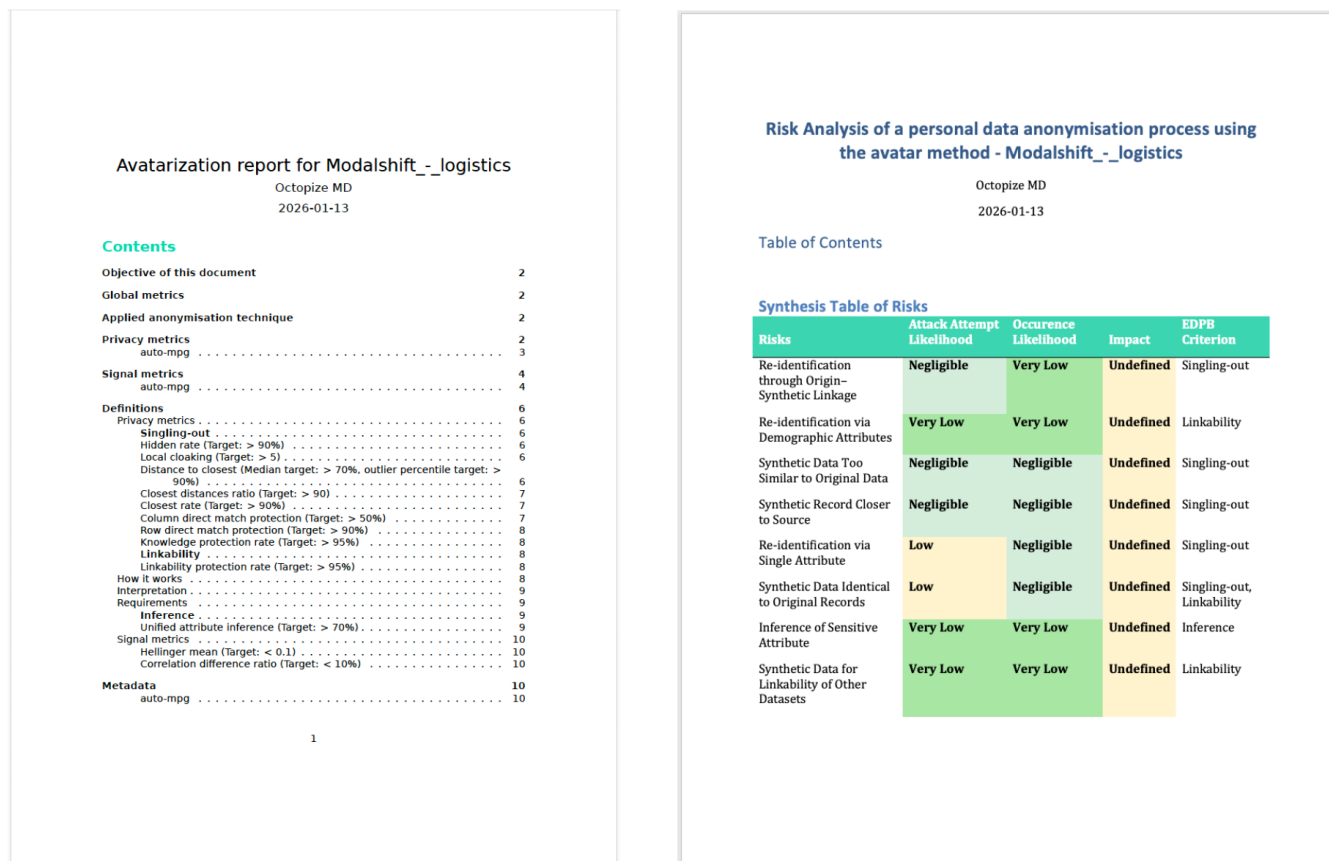 Avatarization report for Modalshift_-_logistics
Octopize MD
2026-01-13
Contents
Objective of this document 2
Global metrics 2
Applied anonymisation technique 2
Privacy metrics 2
auto-mpg . . . . . . . . . . . . . . . . . . . . . . . . . . . . . . . . . . . 3
Signal metrics 4
auto-mpg . . . . . . . . . . . . . . . . . . . . . . . . . . . . . . . . . . . 4
Definitions 6
Privacy metrics . . . . . . . . . . . . . . . . . . . . . . . . . . . . . . . . . . . 6
Singling-out . . . . . . . . . . . . . . . . . . . . . . . . . . . . . . . . . 6
Hidden rate (Target: > 90%) . . . . . . . . . . . . . . . . . . . . . . . . . 6
Local cloaking (Target: > 5) . . . . . . . . . . . . . . . . . . . . . . . . . . 6
Distance to closest (Median target: > 70%, outlier percentile target: >
90%) . . . . . . . . . . . . . . . . . . . . . . . . . . . . . . . . . . . 6
Closest distances ratio (Target: > 90) . . . . . . . . . . . . . . . . . . . . 7
Closest rate (Target: > 90%) . . . . . . . . . . . . . . . . . . . . . . . . . 7
Column direct match protection (Target: > 50%) . . . . . . . . . . . . . 7
Row direct match protection (Target: > 90%) . . . . . . . . . . . . . . . 8
Knowledge protection rate (Target: > 95%) . . . . . . . . . . . . . . . . 8
Linkability . . . . . . . . . . . . . . . . . . . . . . . . . . . . . . . . . . 8
Linkability protection rate (Target: > 95%) . . . . . . . . . . . . . . . . . 8
How it works . . . . . . . . . . . . . . . . . . . . . . . . . . . . . . . . . . . . 8
Interpretation . . . . . . . . . . . . . . . . . . . . . . . . . . . . . . . . . . . . 9
Requirements . . . . . . . . . . . . . . . . . . . . . . . . . . . . . . . . . . . . 9
Inference . . . . . . . . . . . . . . . . . . . . . . . . . . . . . . . . . . . 9
Unified attribute inference (Target: > 70%) . . . . . . . . . . . . . . . . . 9
Signal metrics . . . . . . . . . . . . . . . . . . . . . . . . . . . . . . . . . . . 10
Hellinger mean (Target: < 0.1) . . . . . . . . . . . . . . . . . . . . . . . . 10
Correlation difference ratio (Target: < 10%) . . . . . . . . . . . . . . . . 10
Metadata 10
auto-mpg . . . . . . . . . . . . . . . . . . . . . . . . . . . . . . . . . . . 10
1
Risk Analysis of a personal data anonymisation process using
the avatar method - Modalshift_-_logistics
Octopize MD
2026-01-13
Table of Contents
Synthesis Table of Risks
Risks Attack Attempt Likelihood Occurence Likelihood Impact EDPB Criterion
Re-identification through Origin–Synthetic Linkage Negligible Very Low Undefined Singling-out
Re-identification via Demographic Attributes Very Low Very Low Undefined Linkability
Synthetic Data Too Similar to Original Data Negligible Negligible Undefined Singling-out
Synthetic Record Closer to Source Negligible Negligible Undefined Singling-out
Re-identification via Single Attribute Low Negligible Undefined Singling-out
Synthetic Data Identical to Original Records Low Negligible Undefined Singling-out, Linkability
Inference of Sensitive Attribute Very Low Very Low Undefined Inference
Synthetic Data for Linkability of Other Datasets Very Low Very Low Undefined Linkability